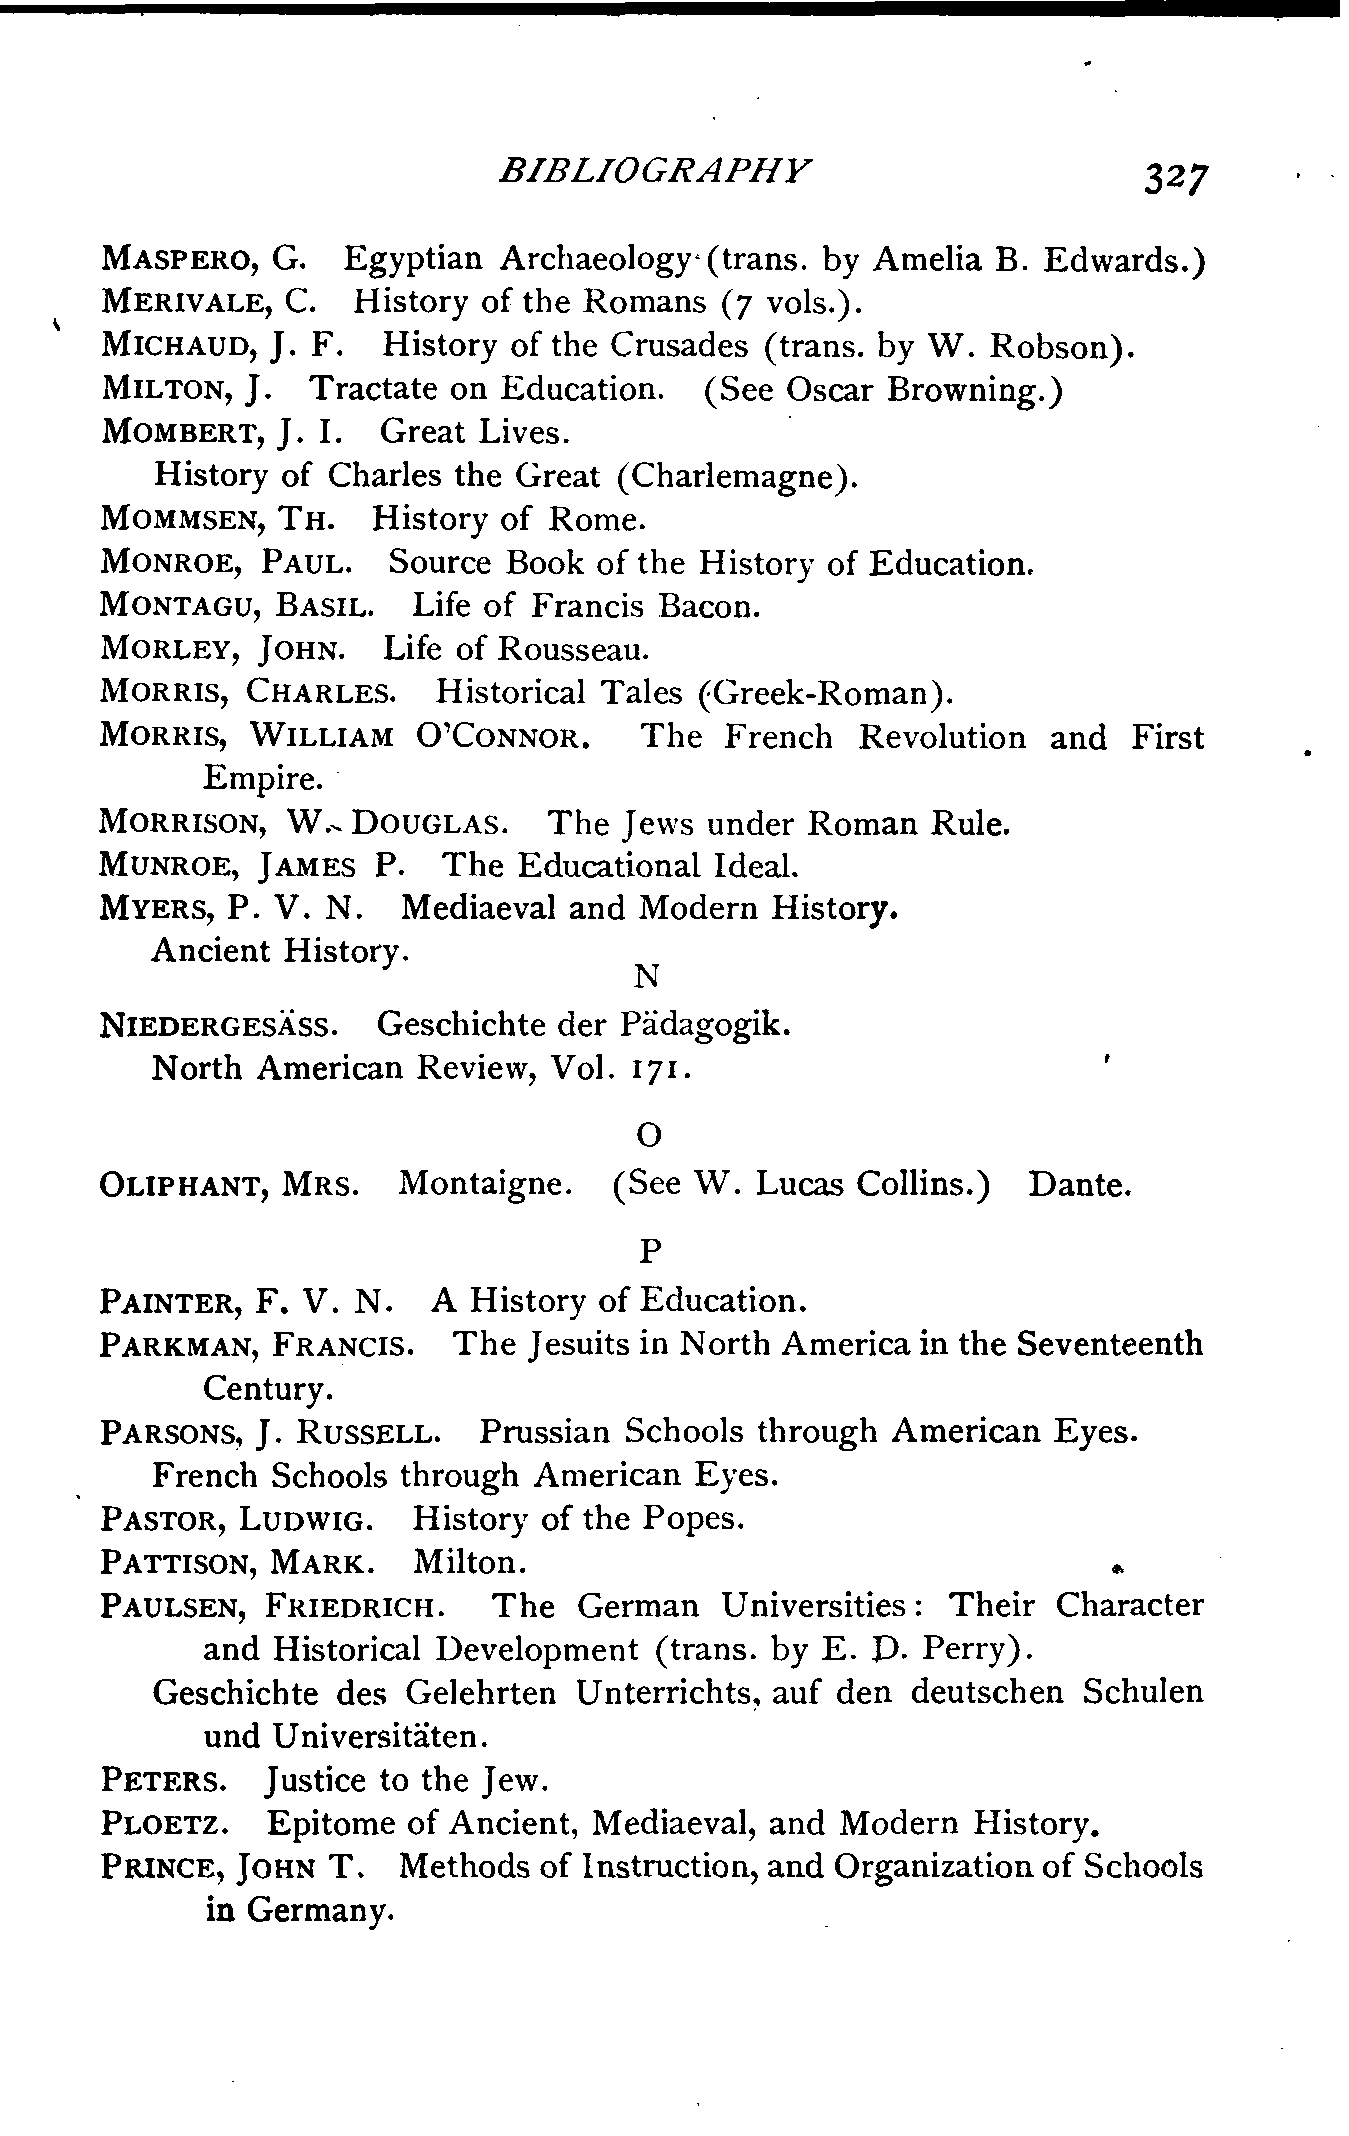 BIBLIOGRAPHY 327
MASPERO, G. Egyptian Archaeology (trans. by Amelia B. Edwards.)
MERIVALE, C. History of the Romans (7 vols.).
MICHAUD, J. F. History of the Crusades (trans. by W. Robson).
MILTON, J. Tractate on Education. (See Oscar Browning.)
MOMBERT, J. I. Great Lives.
History of Charles the Great (Charlemagne).
MOMMSEN, TH. History of Rome.
MONROE, PAUL. Source Book of the History of Education.
MONTAGU, BASIL. Life of Francis Bacon.
MORLEY, JOHN. Life of Rousseau.
MORRIS, CHARLES. Historical Tales (Greek-Roman).
MORRIS, WILLIAM O'CONNOR. The French Revolution and First
Empire.
MORRISON, W. DOUGLAS. The Jews under Roman Rule.
MUNROE, JAMES P. The Educational Ideal.
MYERS, P. V. N. Mediaeval and Modern History.
Ancient History.
N
NIEDERGESÄSS. Geschichte der Pädagogik.
North American Review, Vol. 171.
O
OLIPHANT, MRS. Montaigne. (See W. Lucas Collins.) Dante.
P
PAINTER, F. V. N. A History of Education.
PARKMAN, FRANCIS. The Jesuits in North America in the Seventeenth
Century.
PARSONS, J. RUSSELL. Prussian Schools through American Eyes.
French Schools through American Eyes.
PASTOR, LUDWIG. History of the Popes.
PATTISON, MARK. Milton.
PAULSEN, FRIEDRICH. The German Universities: Their Character
and Historical Development (trans. by E. D. Perry).
Geschichte des Gelehrten Unterrichts, auf den deutschen Schulen
und Universitäten.
PETERS. Justice to the Jew.
PLOETZ. Epitome of Ancient, Mediaeval, and Modern History.
PRINCE, JOHN T. Methods of Instruction, and Organization of Schools
in Germany.